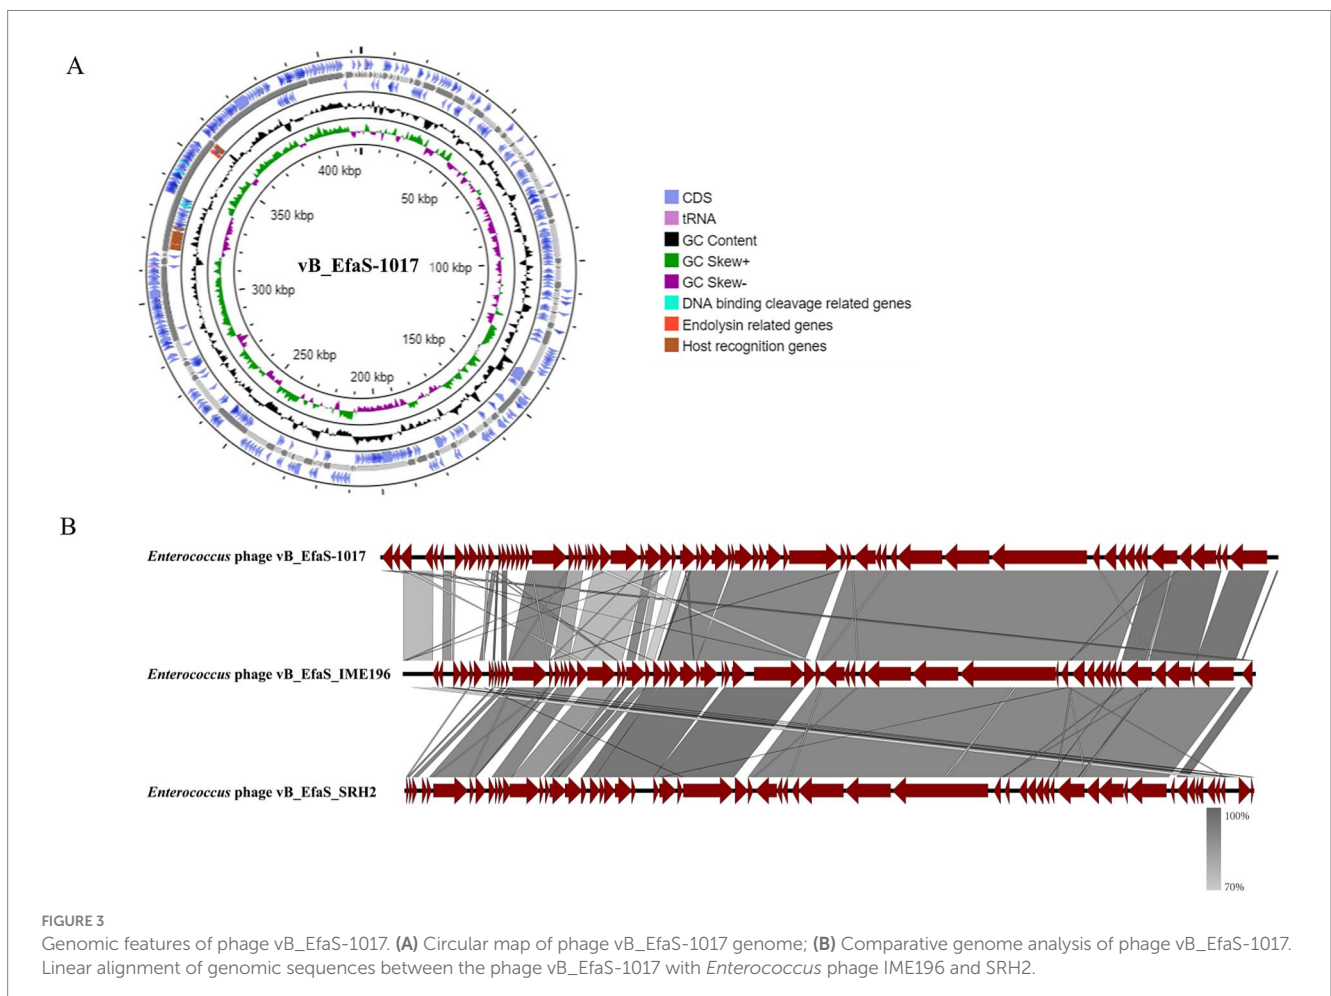 A
400 kbp
50 kbp
350 kbp
vB_EfaS-1017
100 kbp
300 kbp
150 kbp
250 kbp
200 kbp
CDS
tRNA
GC Content
GC Skew+
GC Skew-
DNA binding cleavage related genes
Endolysin related genes
Host recognition genes
B
Enterococcus phage vB_EfaS-1017
Enterococcus phage vB_EfaS_IME196
Enterococcus phage vB_EfaS_SRH2
100%
70%
FIGURE 3
Genomic features of phage vB_EfaS-1017. (A) Circular map of phage vB_EfaS-1017 genome; (B) Comparative genome analysis of phage vB_EfaS-1017.
Linear alignment of genomic sequences between the phage vB_EfaS-1017 with Enterococcus phage IME196 and SRH2.